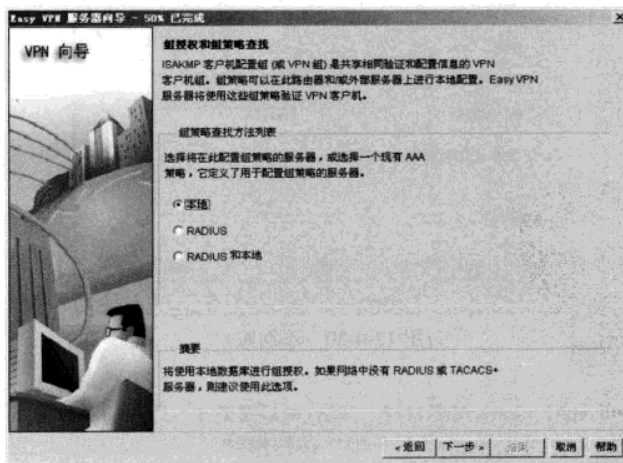 Easy VPN 服务器向导 - 50% 已完成
VPN 向导
组授权和组策略查找
ISAKMP 客户机配置组 (或 VPN 组) 是共享相同验证和配置信息的 VPN
客户机组。组策略可以在此路由器和/或外部服务器上进行本地配置。Easy VPN
服务器将使用这些组策略验证 VPN 客户机。
组策略查找方法列表
选择将在此配置组策略的服务器，或选择一个现有 AAA
策略，它定义了用于配置组策略的服务器。
本地
RADIUS
RADIUS 和本地
摘要
将使用本地数据库进行组授权。如果网络中没有 RADIUS 或 TACACS+
服务器，则建议使用此选项。
<返回 下一步> 完成 取消 帮助